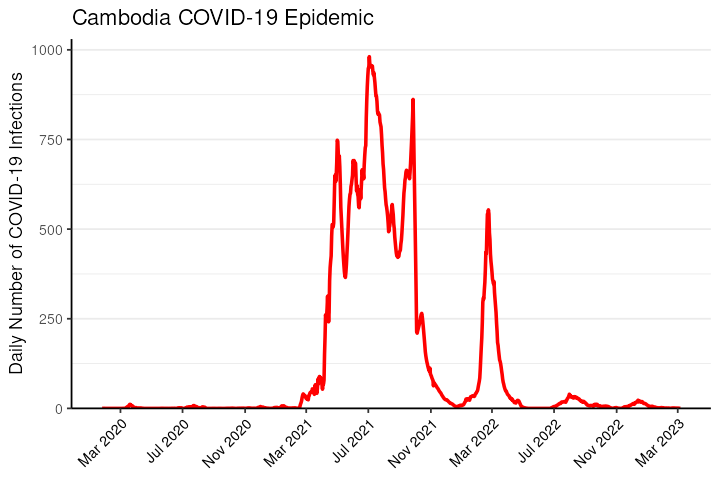 Cambodia COVID-19 Epidemic
Daily Number of COVID-19 Infections
1000
750
500
250
0
Mar 2020
Jul 2020
Nov 2020
Mar 2021
Jul 2021
Nov 2021
Mar 2022
Jul 2022
Nov 2022
Mar 2023